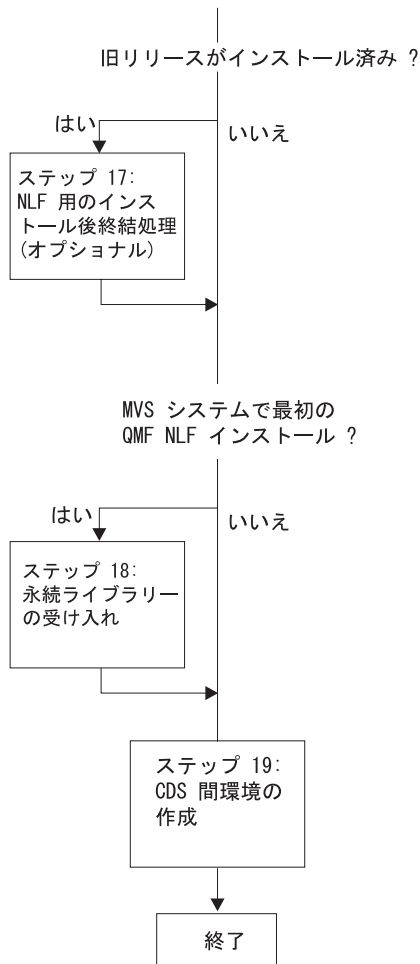 旧リリースがインストール済み ?
はい
いいえ
ステップ 17:
NLF 用のインス
トール後終結処理
(オプショナル)
MVS システムで最初の
QMF NLF インストール ?
はい
いいえ
ステップ 18:
永続ライブラリー
の受け入れ
ステップ 19:
CDS 間環境の
作成
終了